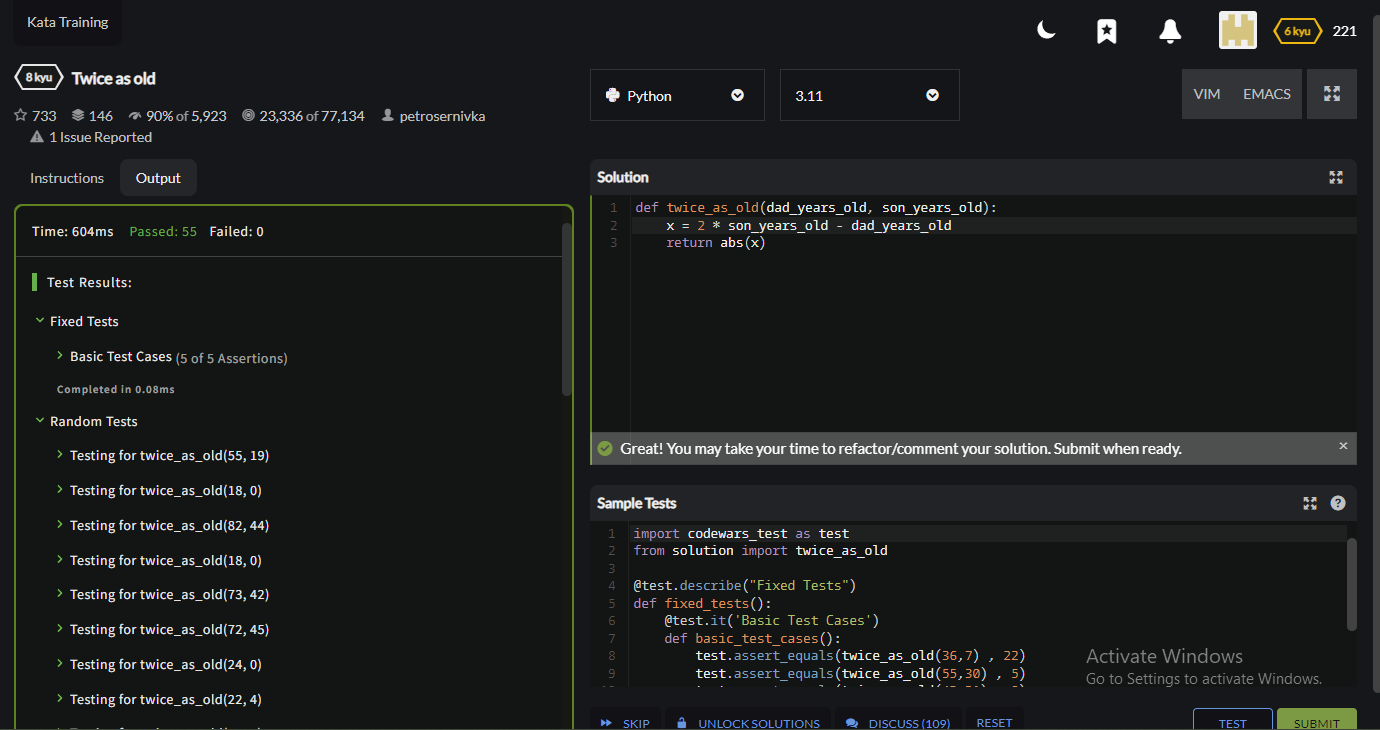 Kata Training
6 kyu 221
8 kyu Twice as old
733 146 90% of 5,923 23,336 of 77,134 petrosernivka
1 Issue Reported
Python 3.11 VIM EMACS
Instructions Output
Time: 604ms Passed: 55 Failed: 0
Test Results:
Fixed Tests
Basic Test Cases (5 of 5 Assertions)
Completed in 0.08ms
Random Tests
Testing for twice_as_old(55, 19)
Testing for twice_as_old(18, 0)
Testing for twice_as_old(82, 44)
Testing for twice_as_old(18, 0)
Testing for twice_as_old(73, 42)
Testing for twice_as_old(72, 45)
Testing for twice_as_old(24, 0)
Testing for twice_as_old(22, 4)
Solution
1 def twice_as_old(dad_years_old, son_years_old):
2     x = 2 * son_years_old - dad_years_old
3     return abs(x)
Great! You may take your time to refactor/comment your solution. Submit when ready. ×
Sample Tests ?
1 import codewars_test as test
2 from solution import twice_as_old
3
4 @test.describe("Fixed Tests")
5 def fixed_tests():
6     @test.it('Basic Test Cases')
7     def basic_test_cases():
8         test.assert_equals(twice_as_old(36,7) , 22)
9         test.assert_equals(twice_as_old(55,30) , 5)
Activate Windows
Go to Settings to activate Windows.
SKIP UNLOCK SOLUTIONS DISCUSS (109) RESET TEST SUBMIT